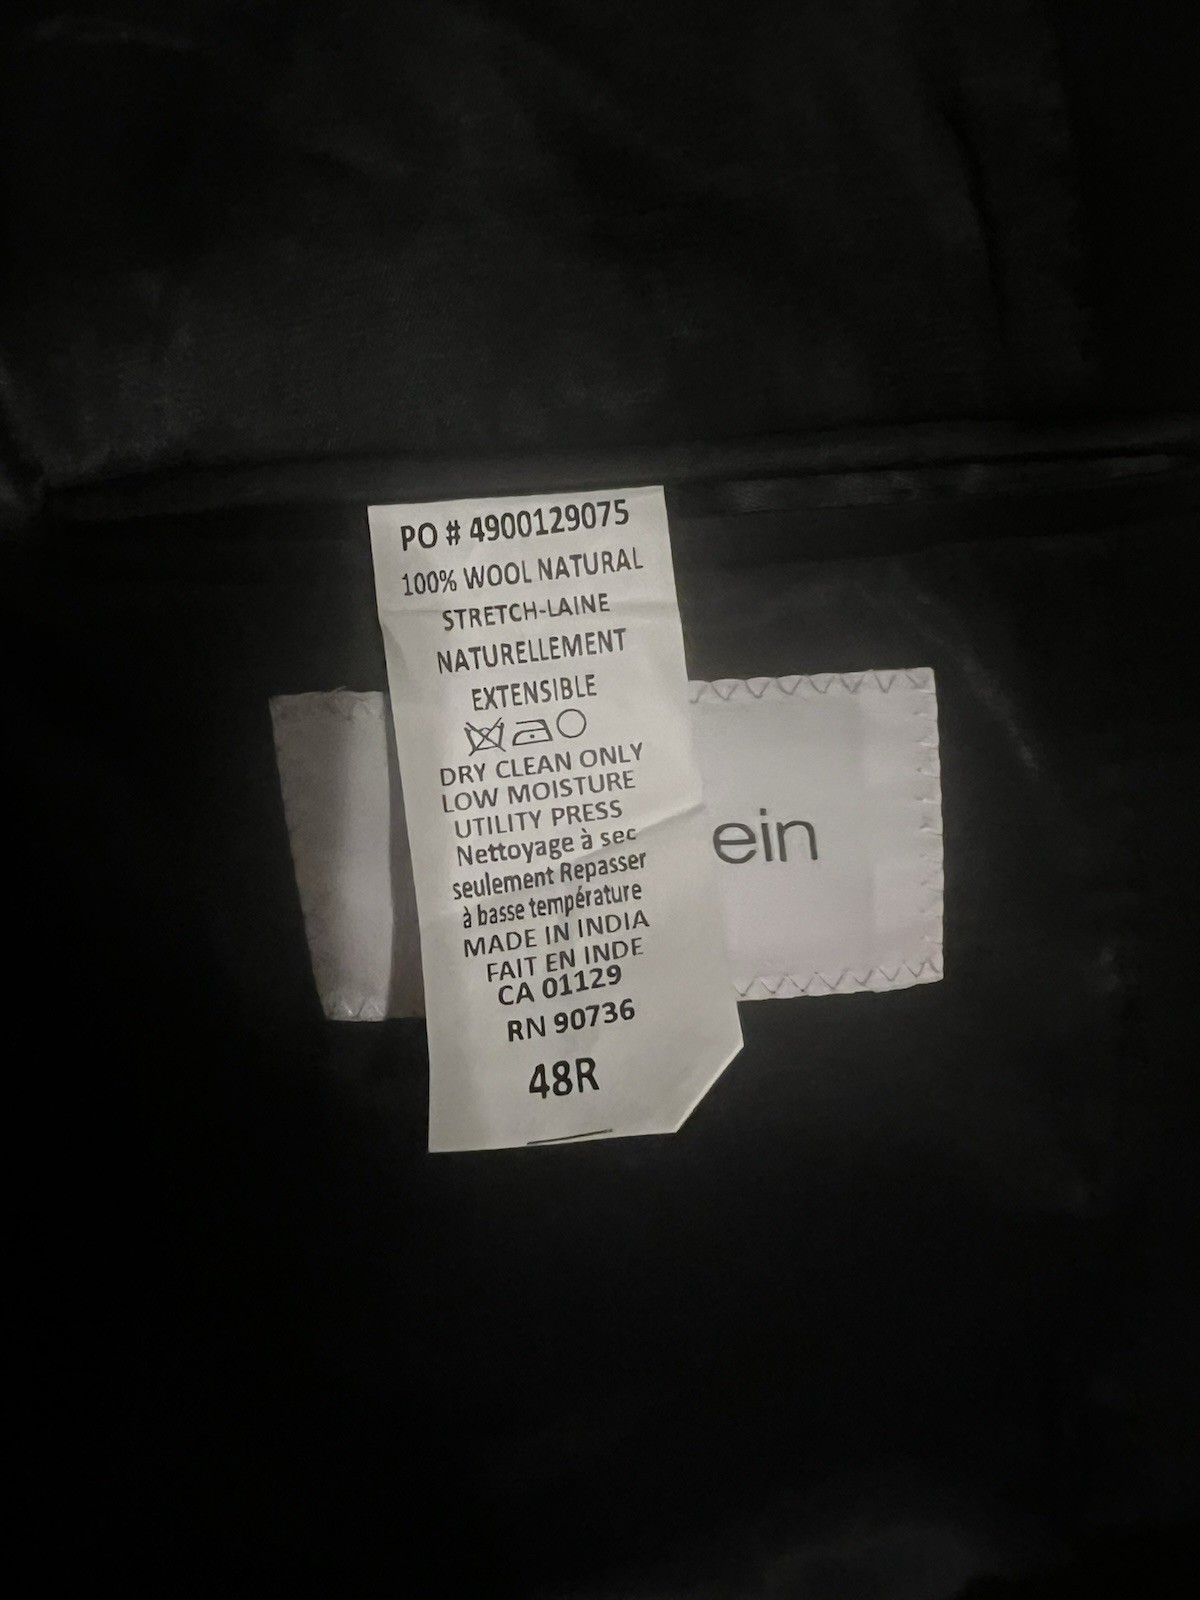 PO # 4900129075
100% WOOL NATURAL
STRETCH-LAINE
NATURELLEMENT
EXTENSIBLE
DRY CLEAN ONLY
LOW MOISTURE
UTILITY PRESS
Nettoyage à sec
seulement Repasser
à basse température
MADE IN INDIA
FAIT EN INDE
CA 01129
RN 90736
48R
ein